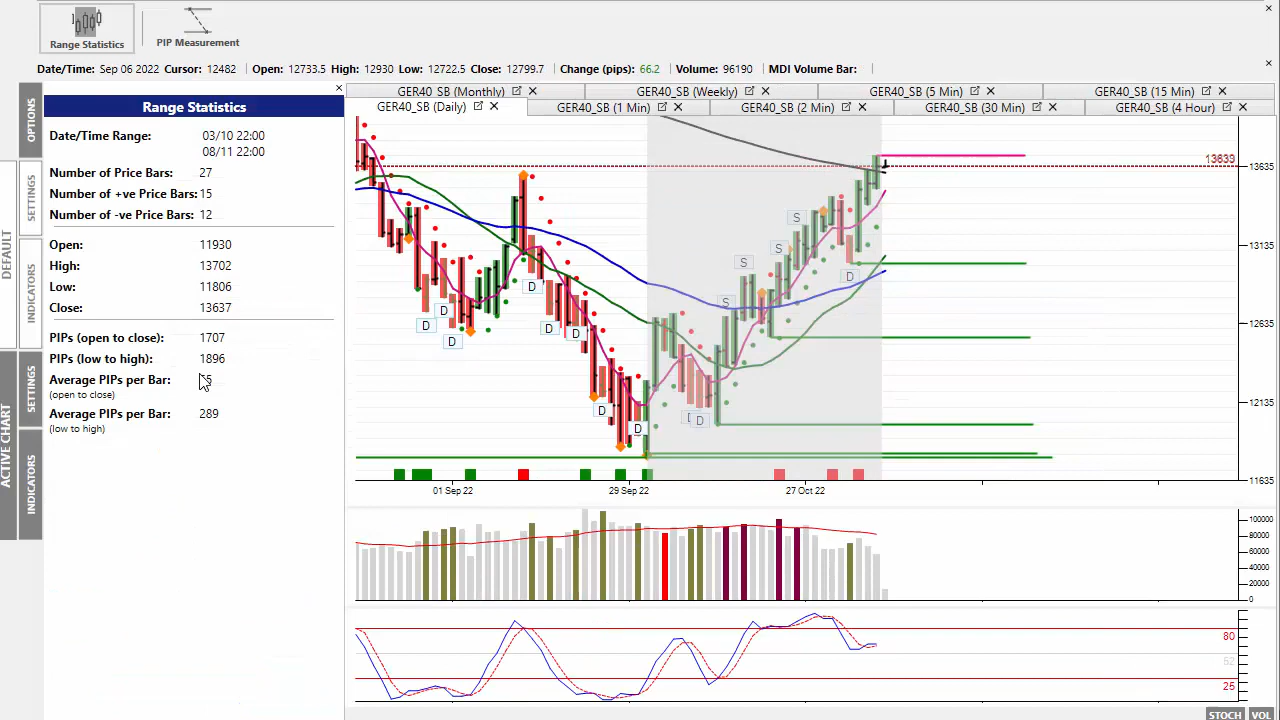 Range Statistics
PIP Measurement
Date/Time: Sep 06 2022 Cursor: 12482 Open: 12733.5 High: 12930 Low: 12722.5 Close: 12799.7 Change (pips): 66.2 Volume: 96190 MDI Volume Bar:
OPTIONS
SETTINGS
DEFAULT
INDICATORS
SETTINGS
ACTIVE CHART
INDICATORS
Range Statistics
Date/Time Range: 03/10 22:00
08/11 22:00
Number of Price Bars: 27
Number of +ve Price Bars: 15
Number of -ve Price Bars: 12
Open: 11930
High: 13702
Low: 11806
Close: 13637
PIPs (open to close): 1707
PIPs (low to high): 1896
Average PIPs per Bar:
(open to close)
Average PIPs per Bar: 289
(low to high)
GER40_SB (Monthly) GER40_SB (Weekly) GER40_SB (5 Min) GER40_SB (15 Min)
GER40_SB (Daily) GER40_SB (1 Min) GER40_SB (2 Min) GER40_SB (30 Min) GER40_SB (4 Hour)
13639
13635
S
S
13135
S
D
D
S
D
D
D
D
D
12635
D
12135
D
D
D
11635
01 Sep 22 29 Sep 22 27 Oct 22
100000
80000
60000
40000
20000
0
80
52
25
STOCH VOL